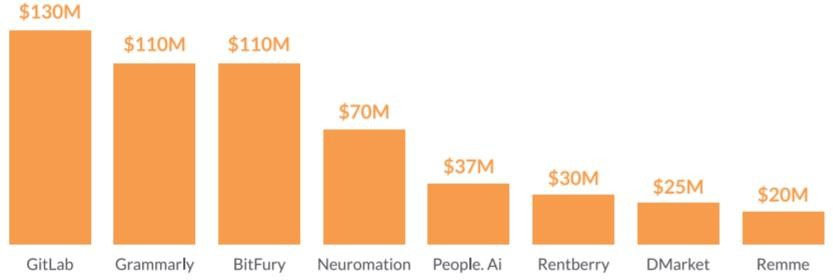 $130M
$110M
$110M
$70M
$37M
$30M
$25M
$20M
GitLab
Grammarly
BitFury
Neuromation
People. Ai
Rentberry
DMarket
Remme